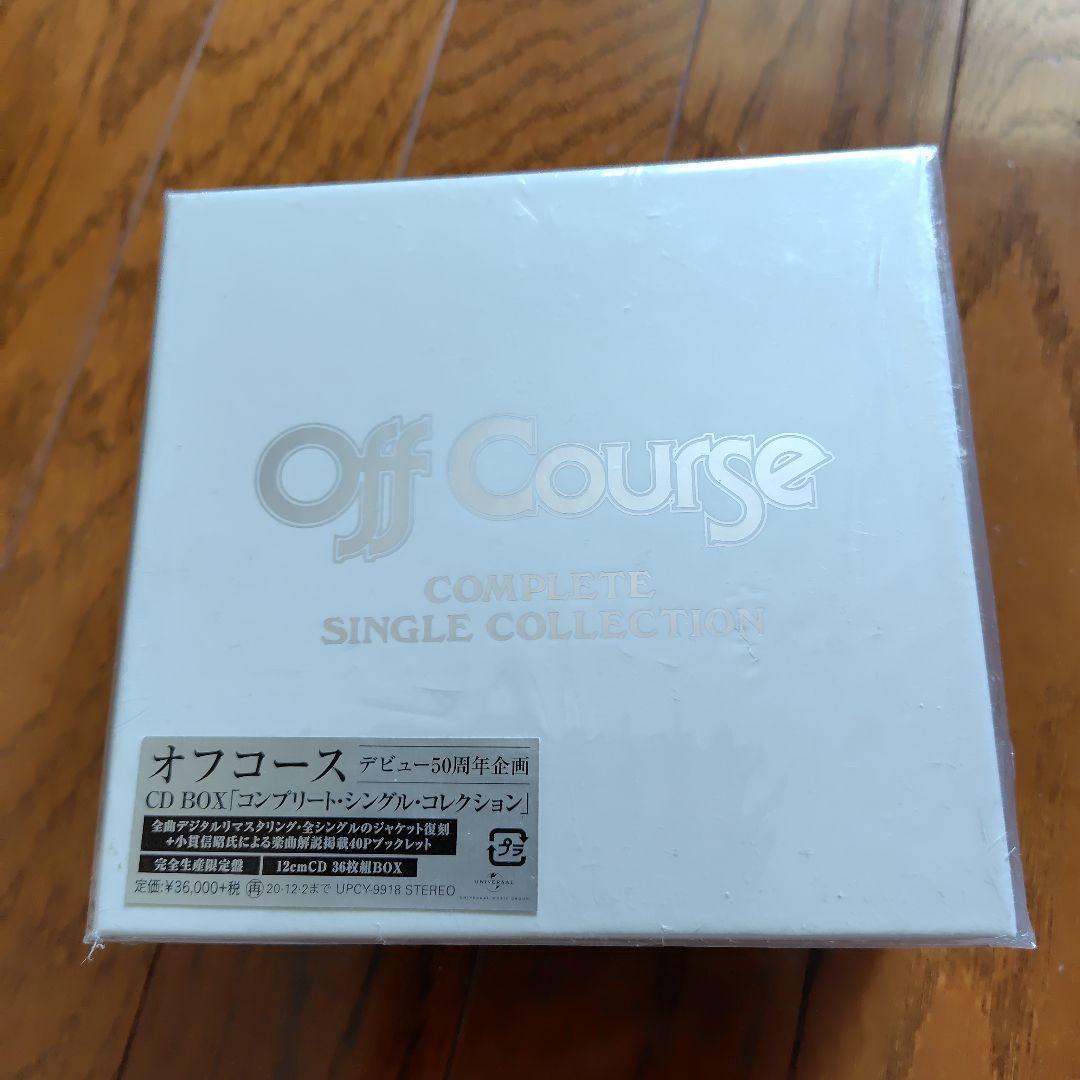 Off Course
COMPLETE
SINGLE COLLECTION
オフコース デビュー50周年企画
CD BOX「コンプリート・シングル・コレクション」
全曲デジタルリマスタリング・全シングルのジャケット復刻
+小貫信昭氏による楽曲解説掲載40Pブックレット
プラ
完全生産限定盤 12cmCD 36枚組BOX
定価:¥36,000+税 再 20・12・2まで UPCY-9918 STEREO
UNIVERSAL
UNIVERSAL MUSIC GROUP